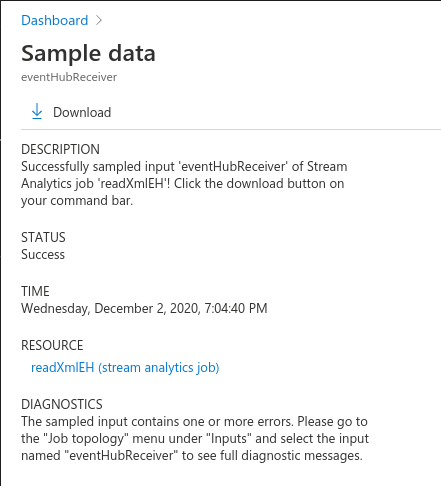 Dashboard >
Sample data
eventHubReceiver
Download
DESCRIPTION
Successfully sampled input 'eventHubReceiver' of Stream
Analytics job 'readXmlEH'! Click the download button on
your command bar.
STATUS
Success
TIME
Wednesday, December 2, 2020, 7:04:40 PM
RESOURCE
readXmlEH (stream analytics job)
DIAGNOSTICS
The sampled input contains one or more errors. Please go to
the "Job topology" menu under "Inputs" and select the input
named "eventHubReceiver" to see full diagnostic messages.